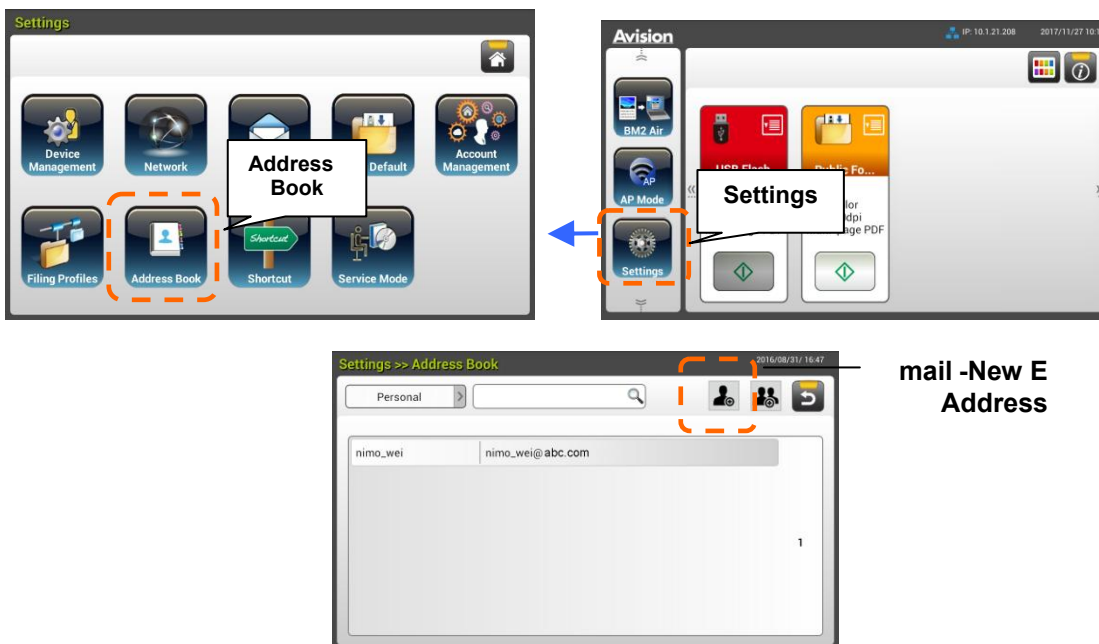 Settings
Device
Management
Network
Default
Account
Management
Address
Book
Filing Profiles
Address Book
Shortcut
Shortcut
Service Mode
Avision
IP: 10.1.21.208
2017/11/27 10:1
BM2 Air
AP
AP Mode
Settings
USB Flash
Public Fo...
Settings
lor
dpi
age PDF
Settings >> Address Book
2016/08/31/ 16:47
Personal
nimo_wei
nimo_wei@abc.com
1
mail -New E
Address